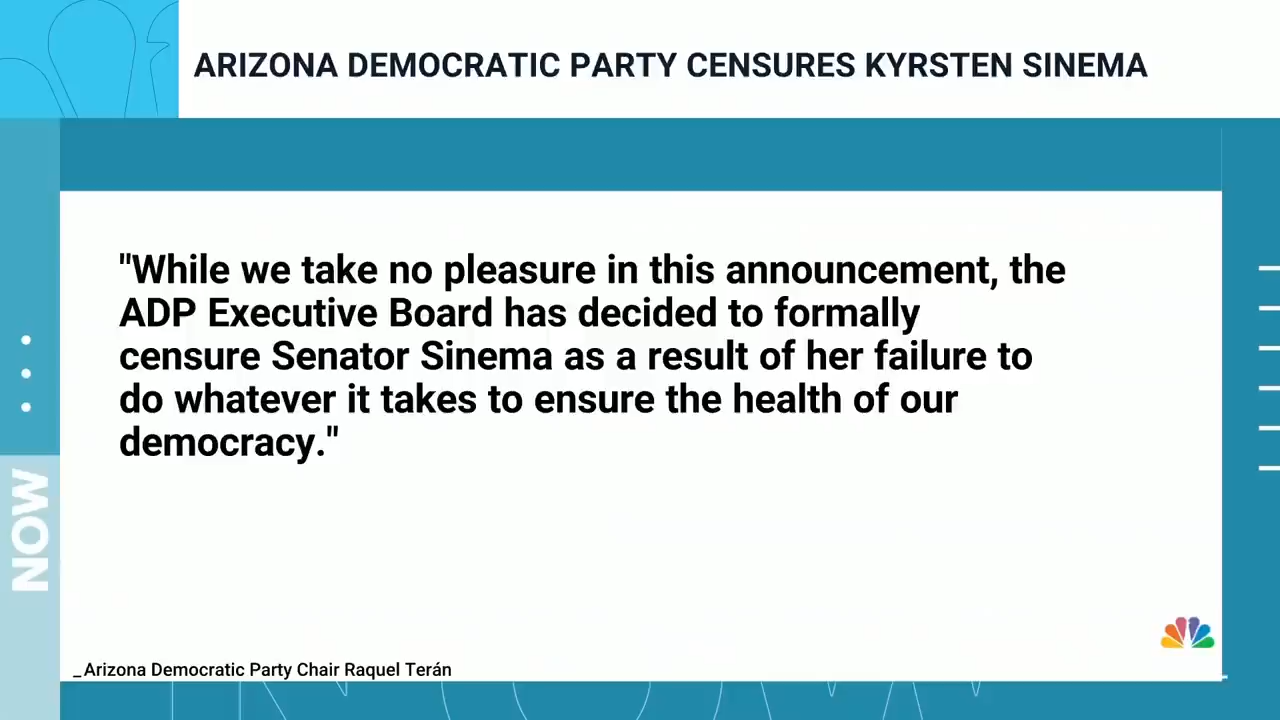 ARIZONA DEMOCRATIC PARTY CENSURES KYRSTEN SINEMA
"While we take no pleasure in this announcement, the
ADP Executive Board has decided to formally
censure Senator Sinema as a result of her failure to
do whatever it takes to ensure the health of our
democracy."
NOW
_Arizona Democratic Party Chair Raquel Terán